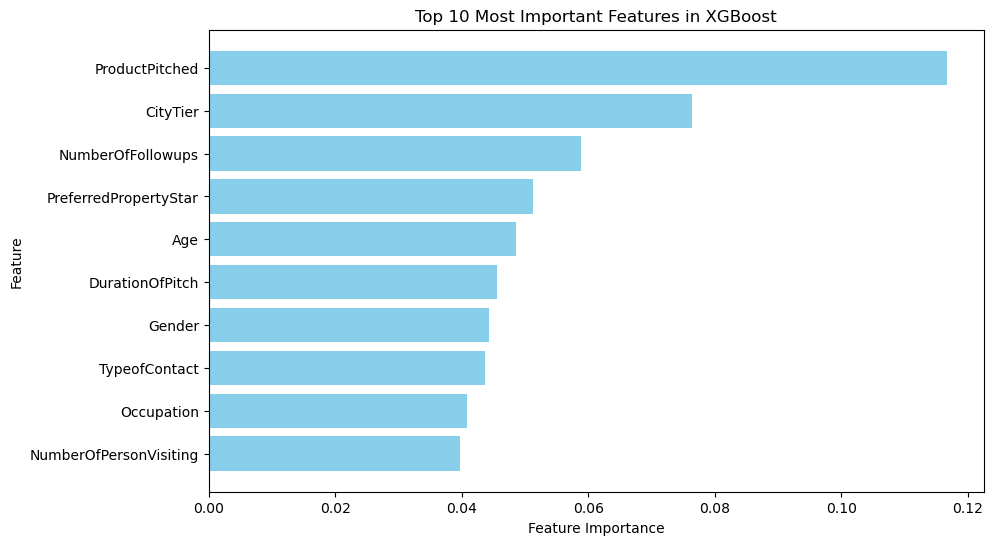 Top 10 Most Important Features in XGBoost
ProductPitched
CityTier
NumberOfFollowups
PreferredPropertyStar
Age
DurationOfPitch
Gender
TypeofContact
Occupation
NumberOfPersonVisiting
Feature
0.00 0.02 0.04 0.06 0.08 0.10 0.12
Feature Importance